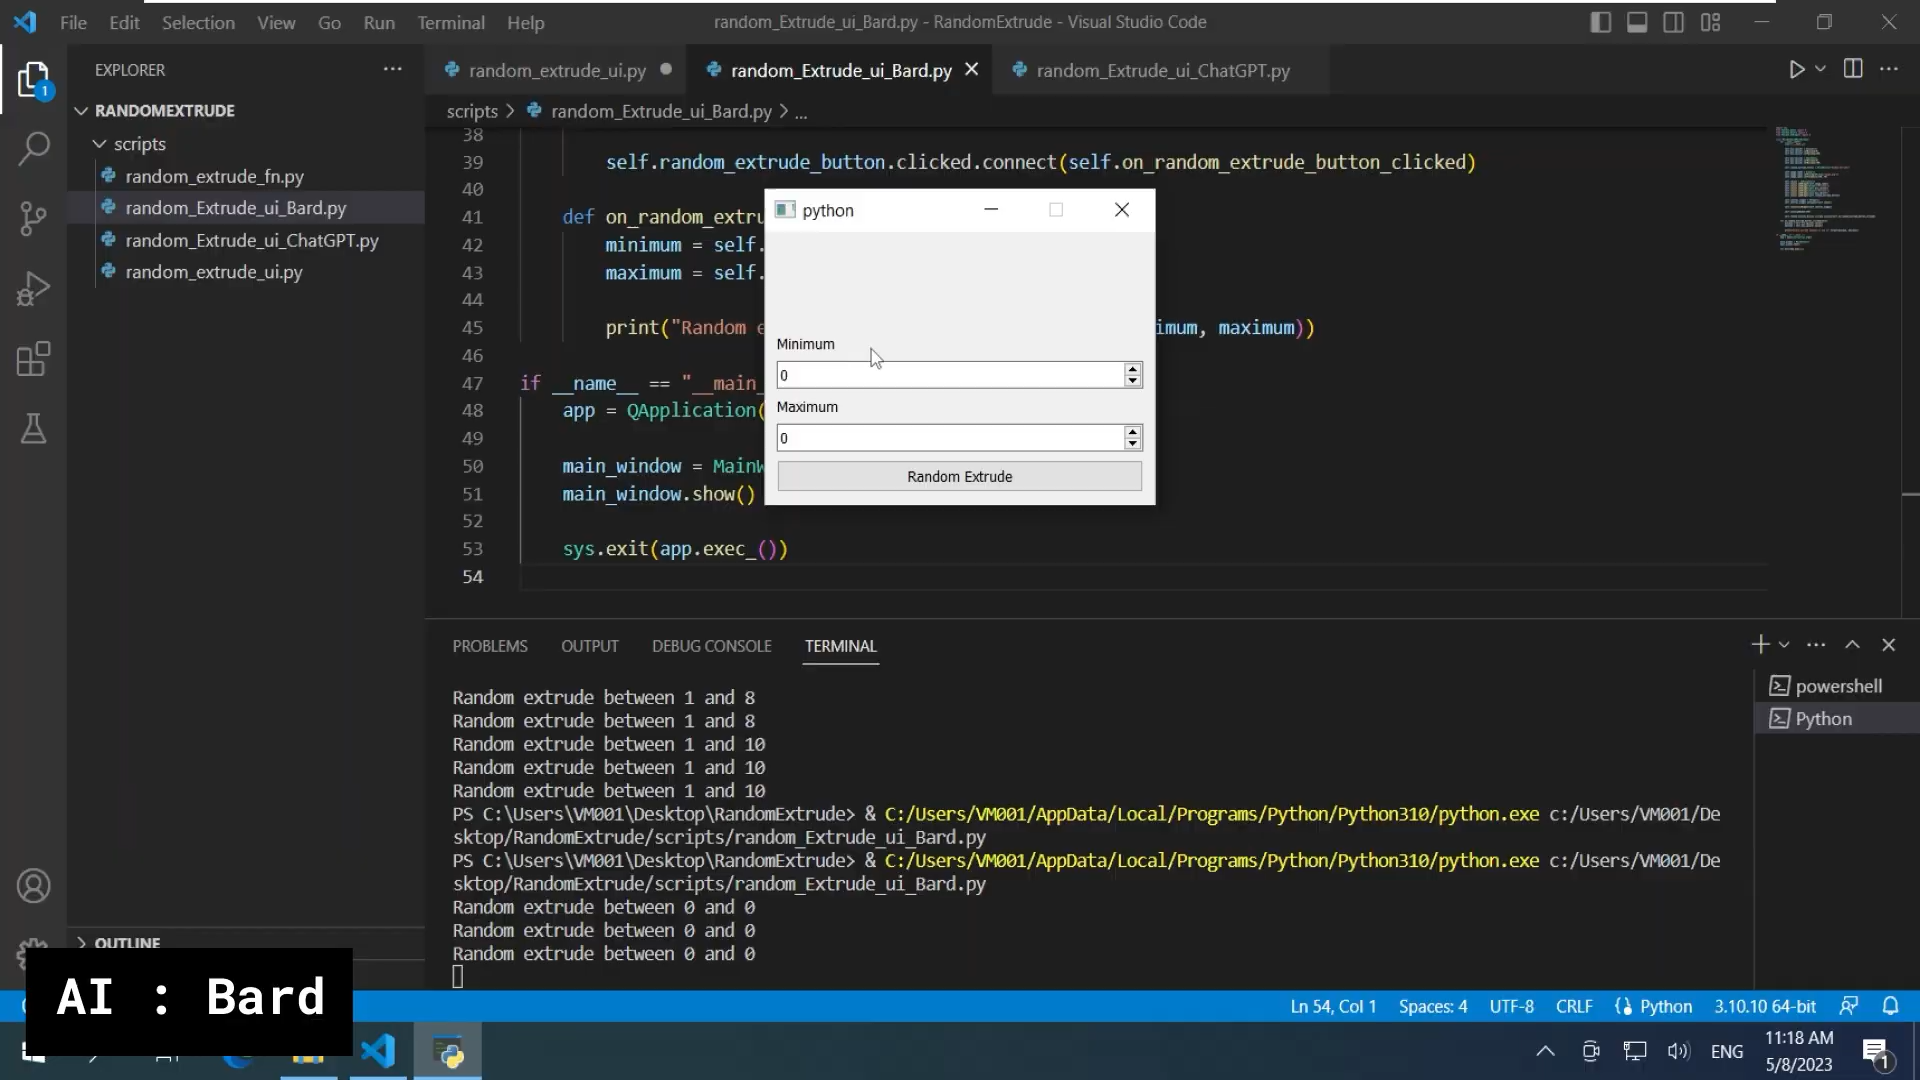 File Edit Selection View Go Run Terminal Help
random_Extrude_ui_Bard.py - RandomExtrude - Visual Studio Code
EXPLORER
1
RANDOMEXTRUDE
scripts
random_extrude_fn.py
random_Extrude_ui_Bard.py
random_Extrude_ui_ChatGPT.py
random_extrude_ui.py
OUTLINE
random_extrude_ui.py
random_Extrude_ui_Bard.py
random_Extrude_ui_ChatGPT.py
scripts > random_Extrude_ui_Bard.py > ...
38
39 self.random_extrude_button.clicked.connect(self.on_random_extrude_button_clicked)
40
41 def on_random_extru
42 minimum = self.
43 maximum = self.
44
45 print("Random e imum, maximum))
46
47 if __name__ == "__main_
48 app = QApplication(
49
50 main_window = MainW
51 main_window.show()
52
53 sys.exit(app.exec_())
54
python
Minimum
0
Maximum
0
Random Extrude
PROBLEMS OUTPUT DEBUG CONSOLE TERMINAL
Random extrude between 1 and 8
Random extrude between 1 and 8
Random extrude between 1 and 10
Random extrude between 1 and 10
Random extrude between 1 and 10
PS C:\Users\VM001\Desktop\RandomExtrude> & C:/Users/VM001/AppData/Local/Programs/Python/Python310/python.exe c:/Users/VM001/De
sktop/RandomExtrude/scripts/random_Extrude_ui_Bard.py
PS C:\Users\VM001\Desktop\RandomExtrude> & C:/Users/VM001/AppData/Local/Programs/Python/Python310/python.exe c:/Users/VM001/De
sktop/RandomExtrude/scripts/random_Extrude_ui_Bard.py
Random extrude between 0 and 0
Random extrude between 0 and 0
Random extrude between 0 and 0
powershell
Python
AI : Bard
Ln 54, Col 1 Spaces: 4 UTF-8 CRLF Python 3.10.10 64-bit
ENG
11:18 AM
5/8/2023
1